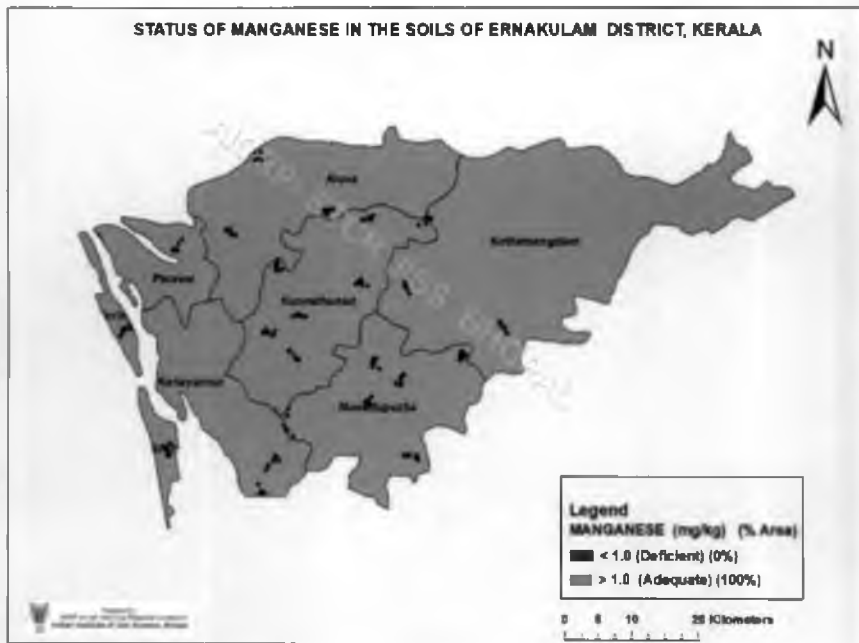 STATUS OF MANGANESE IN THE SOILS OF ERNAKULAM DISTRICT, KERALA
N
Aluva
Kothamangalam
Paravur
Kunnathunad
Kanayannur
Muvattupuzha
Legend
MANGANESE (mg/kg) (% Area)
< 1.0 (Deficient) (0%)
> 1.0 (Adequate) (100%)
0 5 10 20 Kilometers